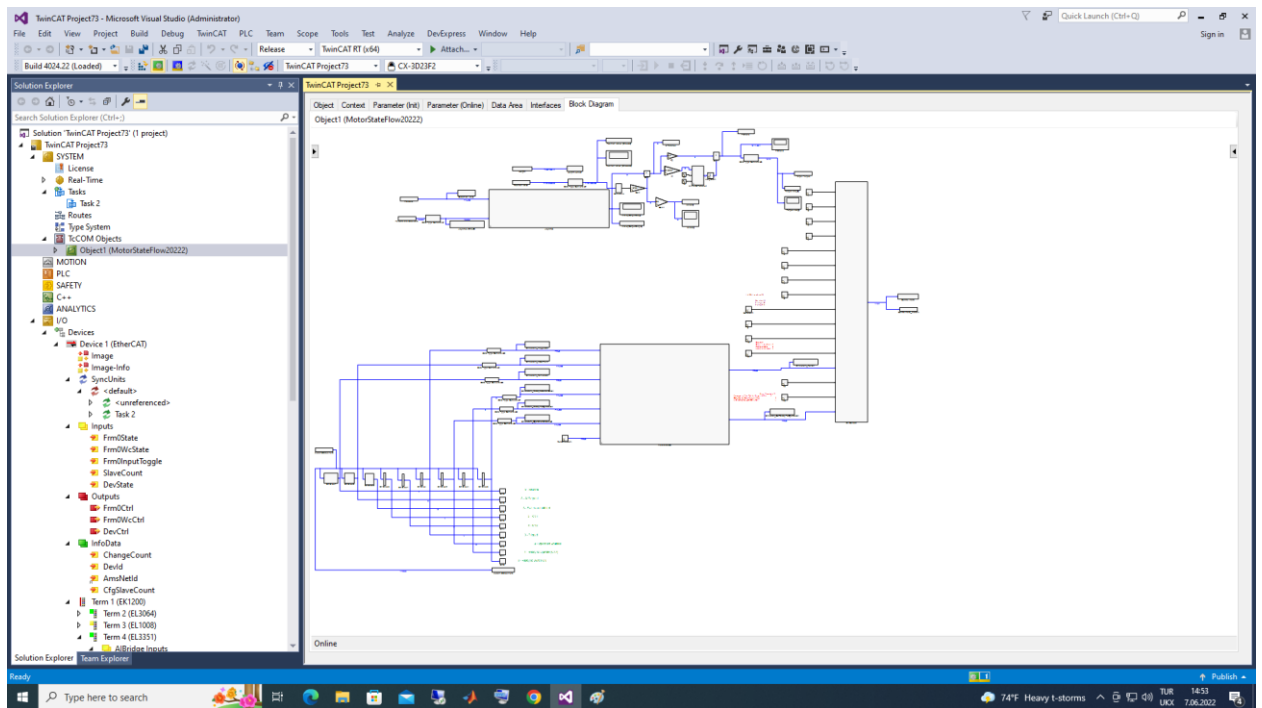 TwinCAT Project73 - Microsoft Visual Studio (Administrator)
Quick Launch (Ctrl+Q)
File Edit View Project Build Debug TwinCAT PLC Team Scope Tools Test Analyze DevExpress Window Help
Sign in
Release TwinCAT RT (x64) Attach...
Build 4024.22 (Loaded) TwinCAT Project73 CX-3D23F2
Solution Explorer
TwinCAT Project73
Object Context Parameter (Init) Parameter (Online) Data Area Interfaces Block Diagram
Search Solution Explorer (Ctrl+;)
Object1 (MotorStateFlow20222)
Solution 'TwinCAT Project73' (1 project)
TwinCAT Project73
SYSTEM
License
Real-Time
Tasks
Task 2
Routes
Type System
TcCOM Objects
Object1 (MotorStateFlow20222)
MOTION
PLC
SAFETY
C++
ANALYTICS
I/O
Devices
Device 1 (EtherCAT)
Image
Image-Info
SyncUnits
<default>
<unreferenced>
Task 2
Inputs
Frm0State
Frm0WcState
Frm0InputToggle
SlaveCount
DevState
Outputs
Frm0Ctrl
Frm0WcCtrl
DevCtrl
InfoData
ChangeCount
DevId
AmsNetId
CfgSlaveCount
Term 1 (EK1200)
Term 2 (EL3064)
Term 3 (EL1008)
Term 4 (EL3351)
AIBridge Inputs
Online
Solution Explorer Team Explorer
Ready
Publish
Type here to search
74°F Heavy t-storms
TUR
UKX
14:53
7.06.2022